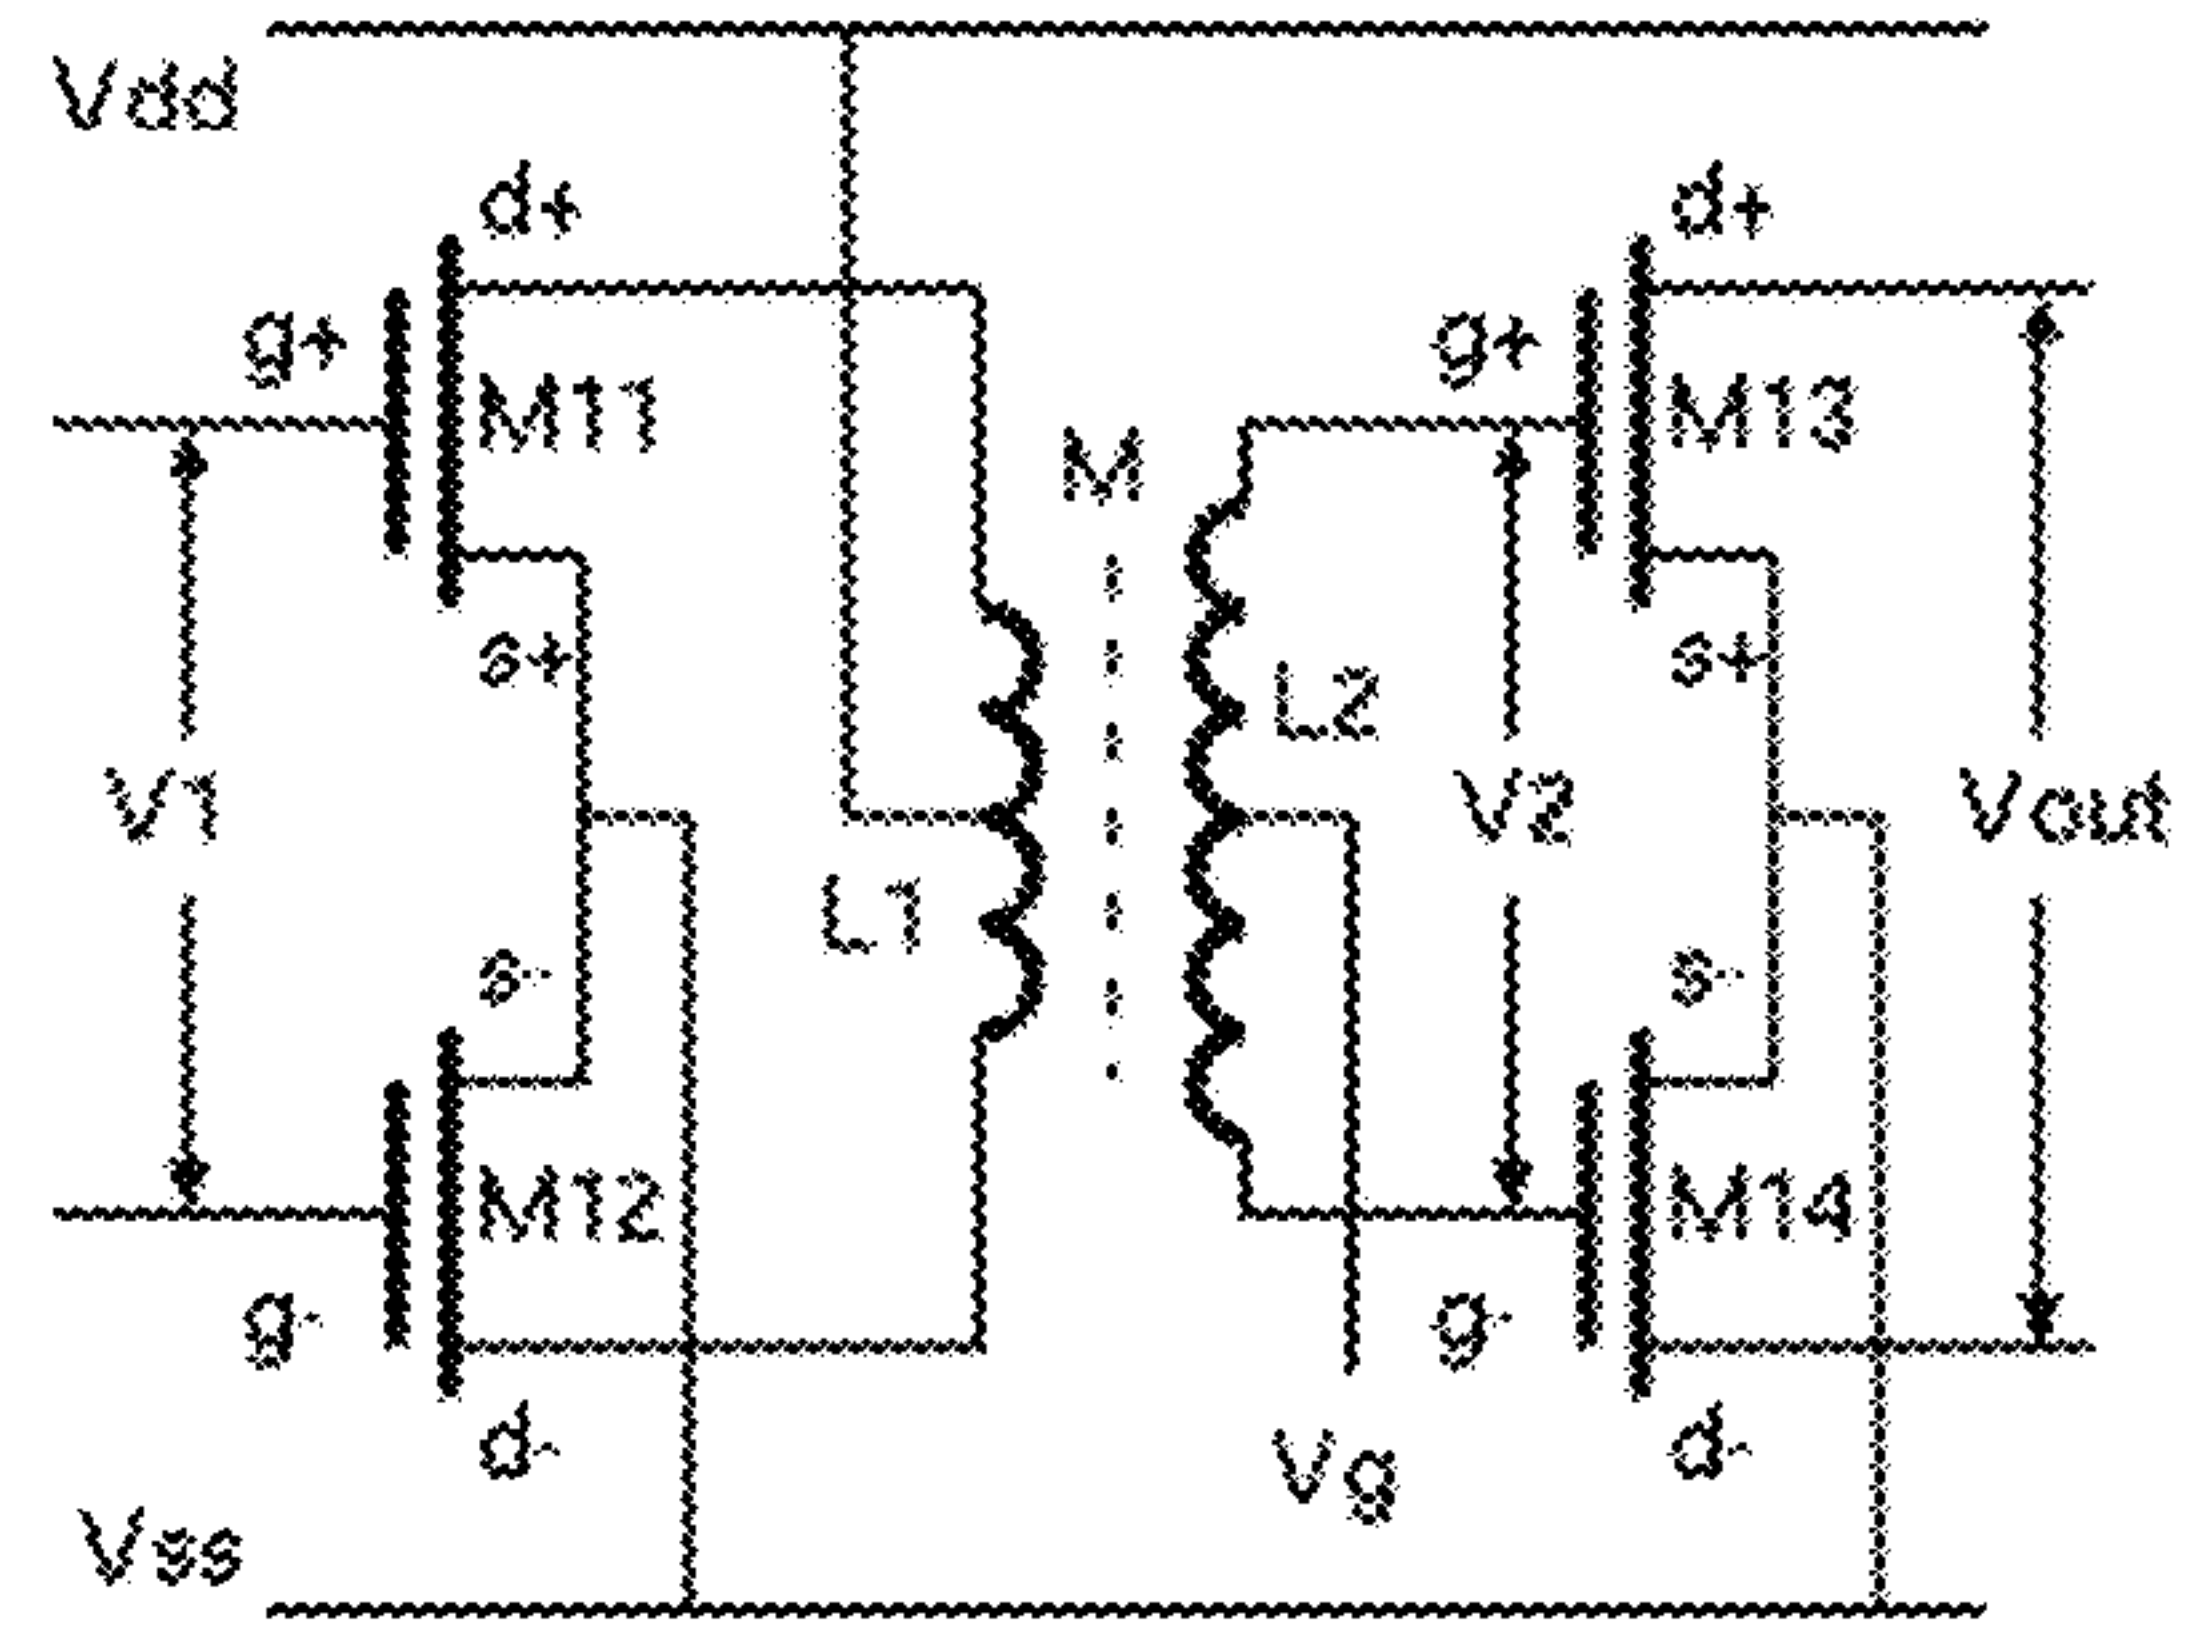 Vdd
d+
d+
g+
g+
M11
M13
M
s+
s+
L2
V1
V2
Vout
L1
s-
s-
M12
M14
g-
g-
d-
d-
Vg
Vss